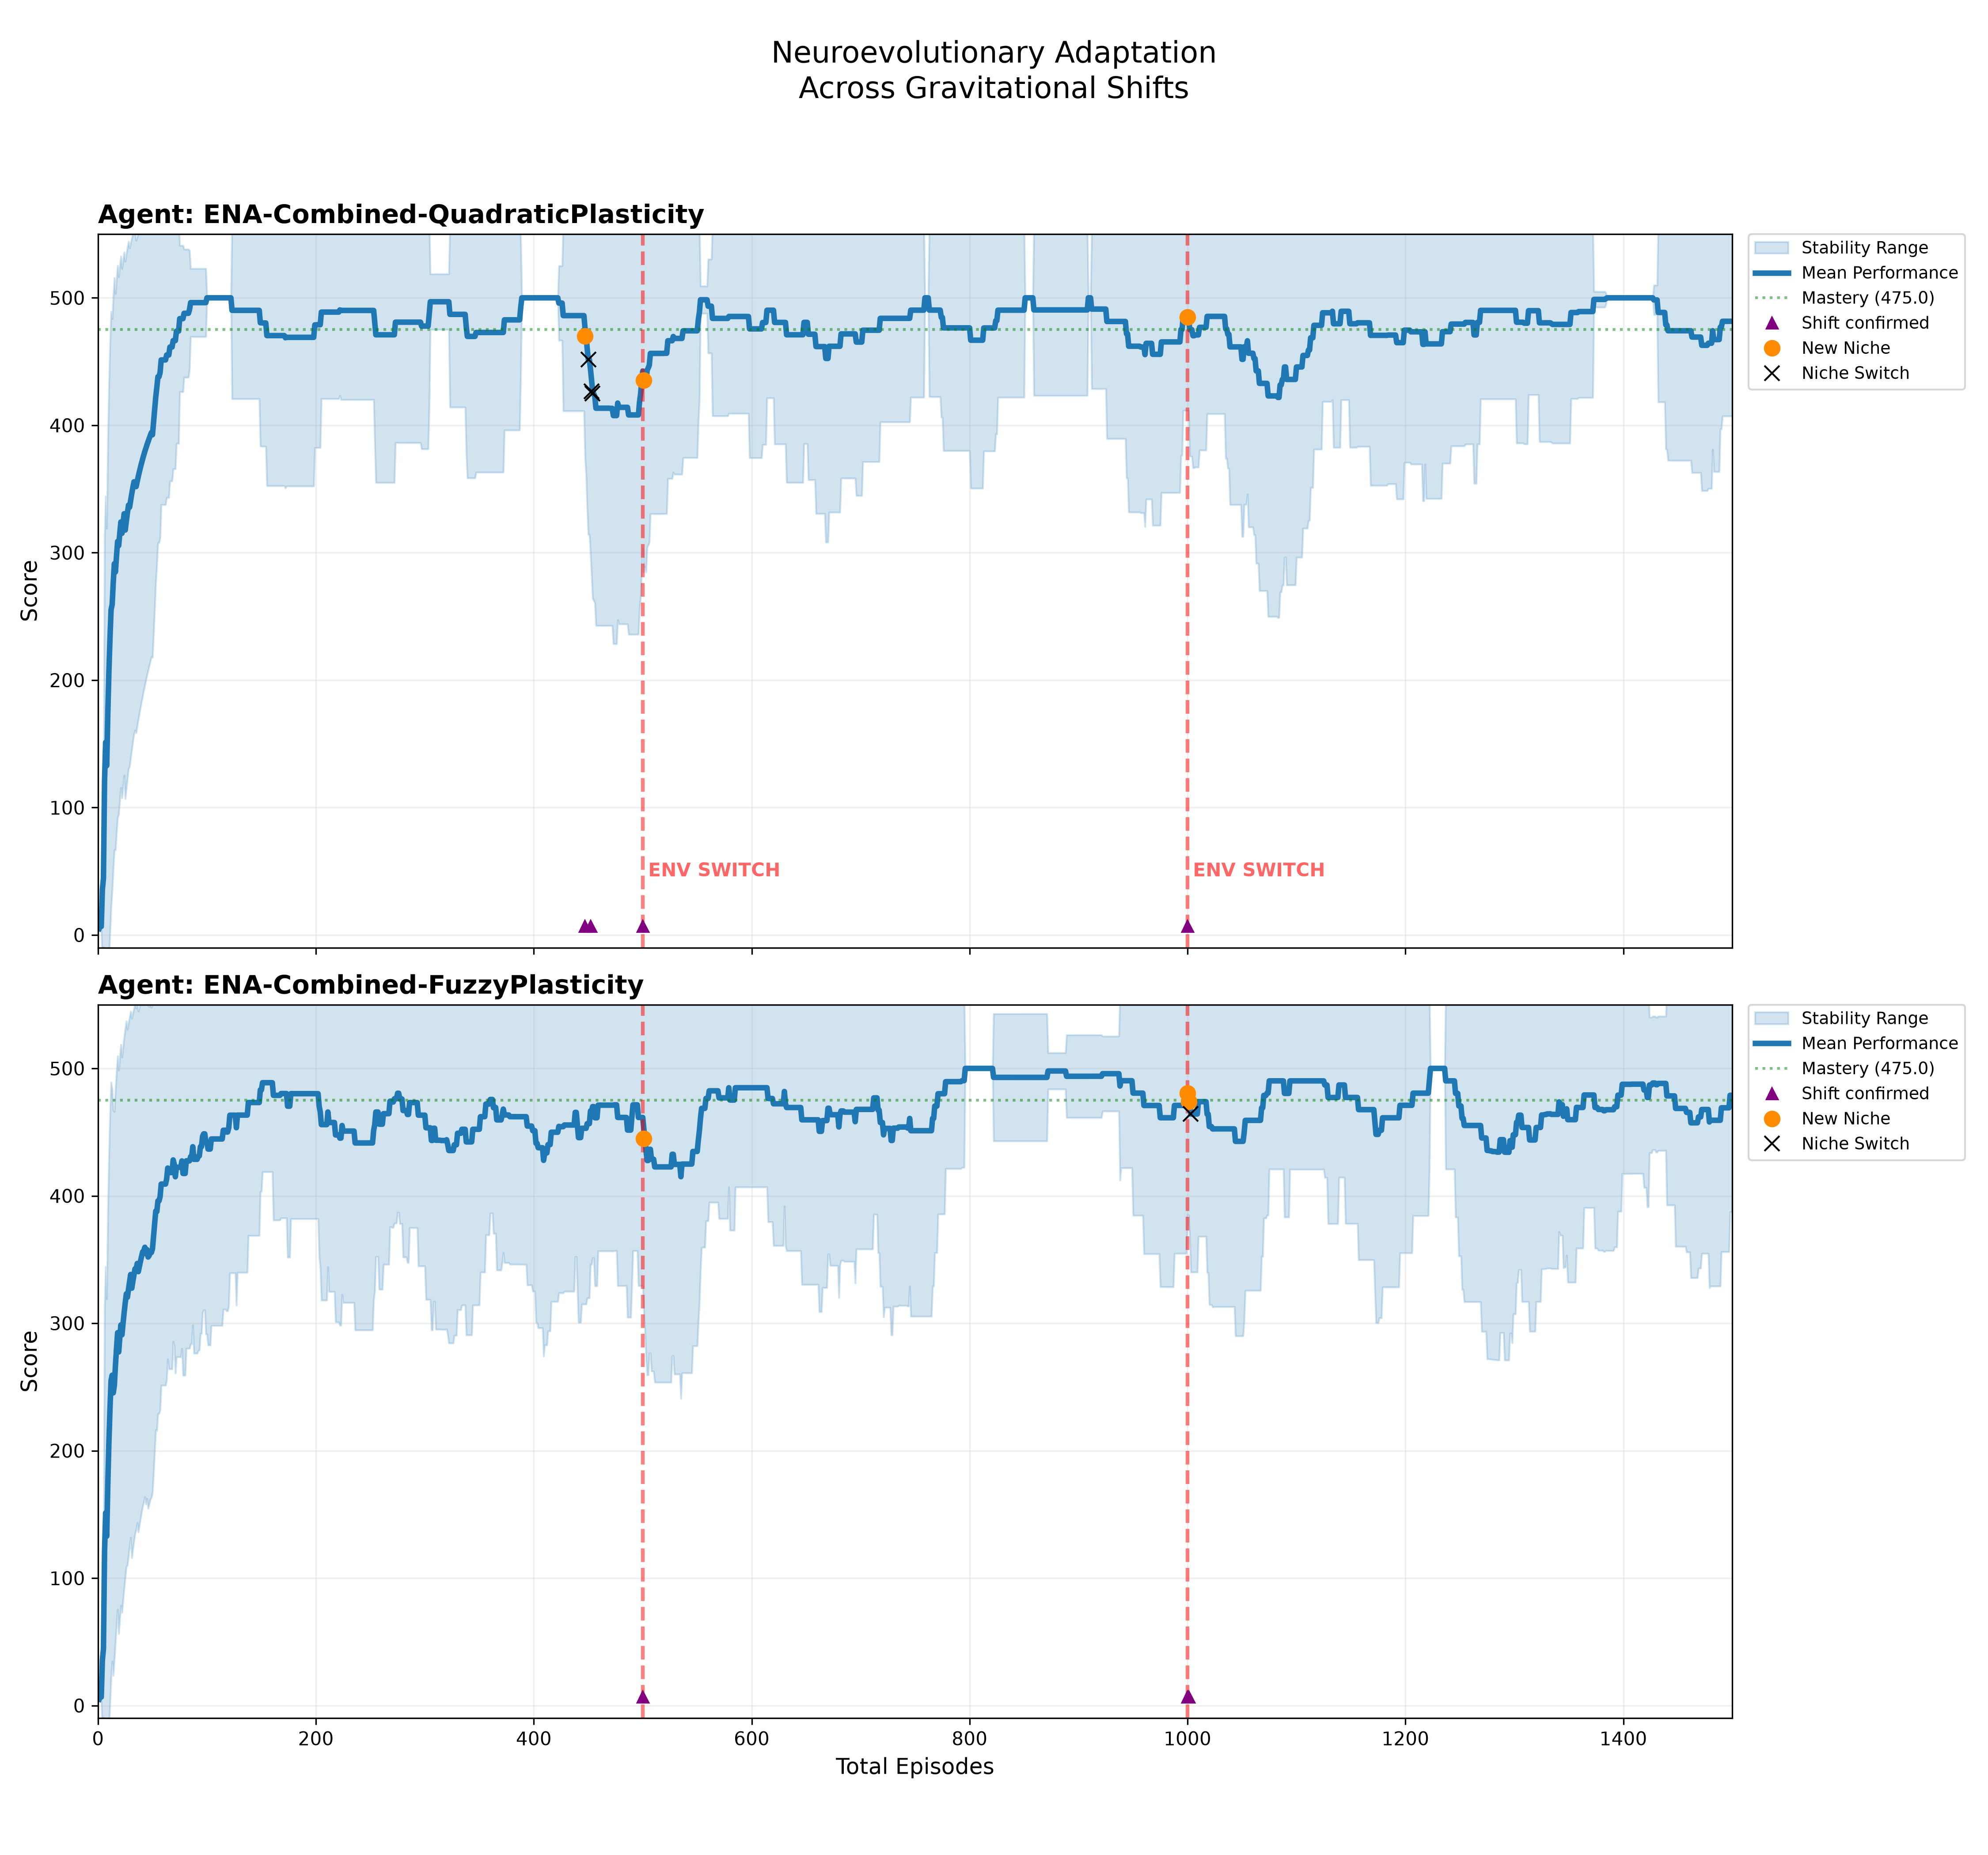 Neuroevolutionary Adaptation
Across Gravitational Shifts
Agent: ENA-Combined-QuadraticPlasticity
Stability Range
Mean Performance
Mastery (475.0)
Shift confirmed
New Niche
Niche Switch
500
400
300
200
100
0
Score
ENV SWITCH
ENV SWITCH
Agent: ENA-Combined-FuzzyPlasticity
Stability Range
Mean Performance
Mastery (475.0)
Shift confirmed
New Niche
Niche Switch
500
400
300
200
100
0
Score
0 200 400 600 800 1000 1200 1400
Total Episodes